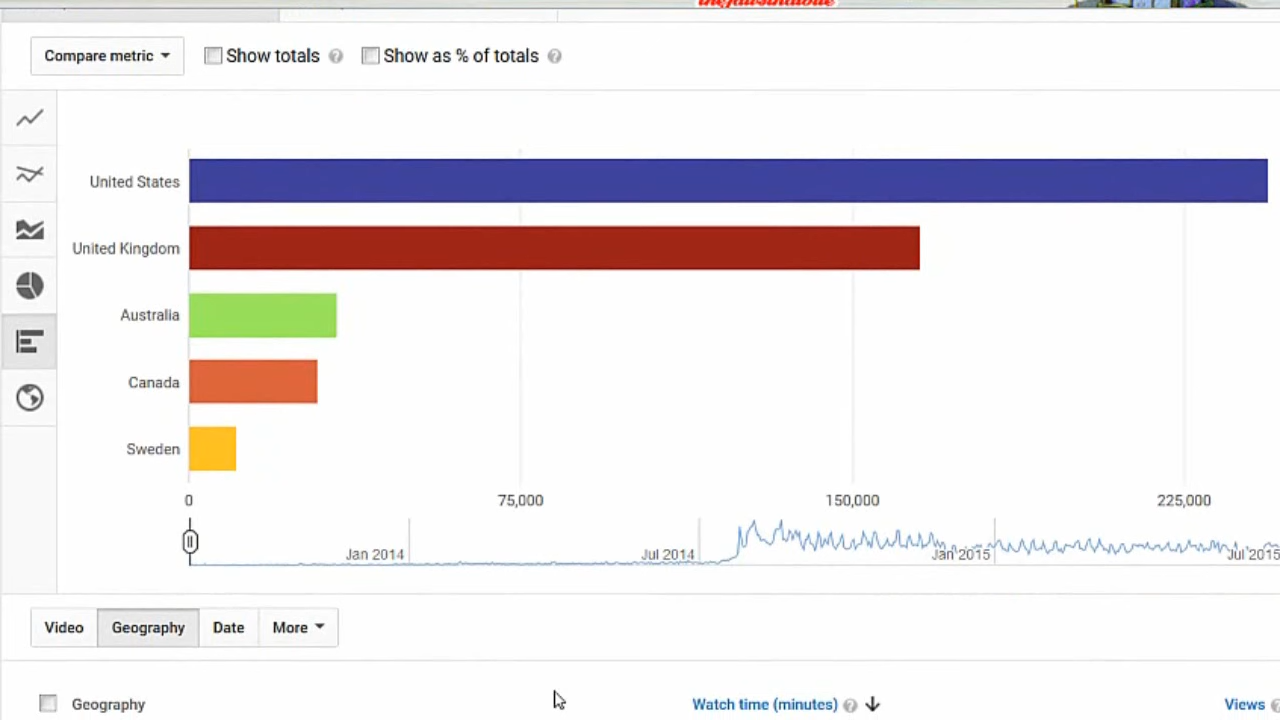 Compare metric
Show totals
Show as % of totals
United States
United Kingdom
Australia
Canada
Sweden
0 75,000 150,000 225,000
Jan 2014 Jul 2014 Jan 2015 Jul 2015
Video Geography Date More
Geography Watch time (minutes) Views